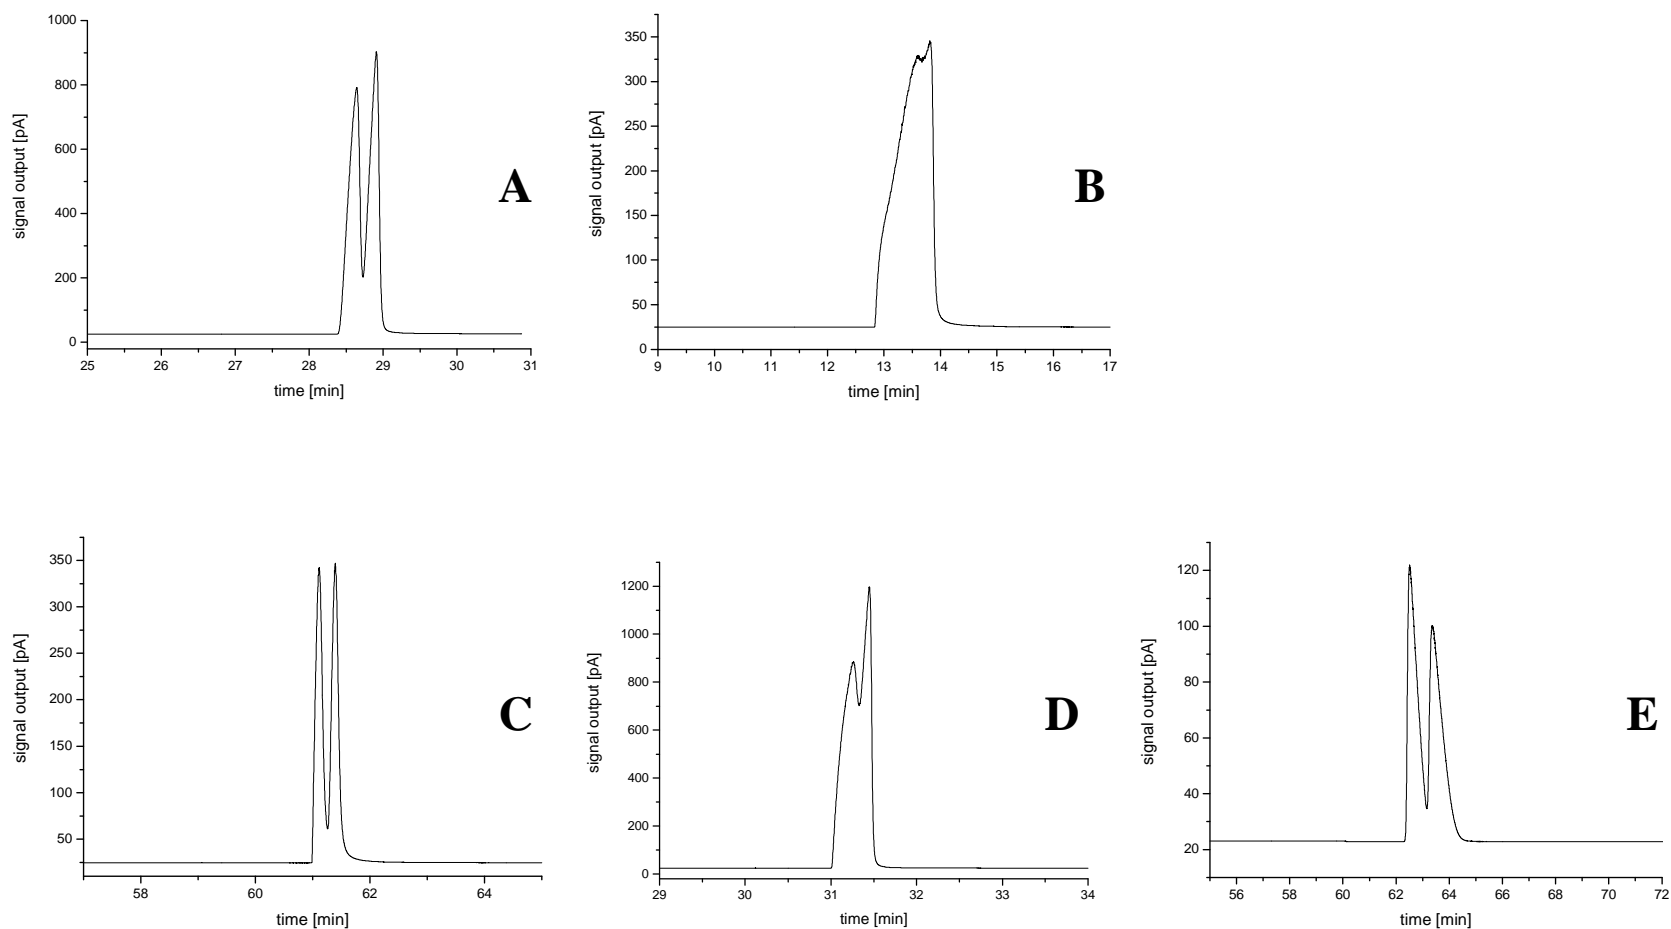 1000
800
600
400
200
0
signal output [pA]
25 26 27 28 29 30 31
time [min]
A
350
300
250
200
150
100
50
0
signal output [pA]
9 10 11 12 13 14 15 16 17
time [min]
B
350
300
250
200
150
100
50
signal output [pA]
58 60 62 64
time [min]
C
1200
1000
800
600
400
200
0
signal output [pA]
29 30 31 32 33 34
time [min]
D
120
100
80
60
40
20
signal output [pA]
56 58 60 62 64 66 68 70 72
time [min]
E